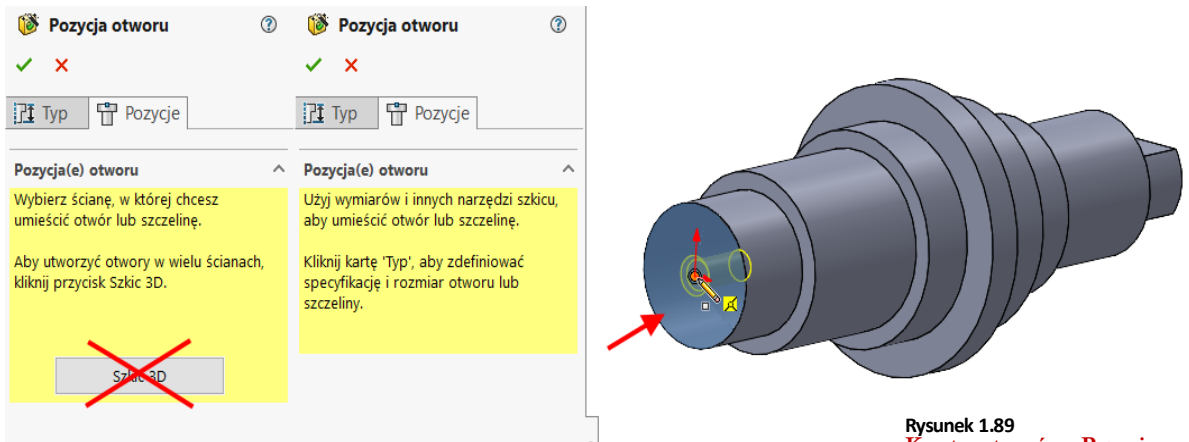 Pozycja otworu
Typ
Pozycje
Pozycja(e) otworu
Wybierz ścianę, w której chcesz
umieścić otwór lub szczelinę.
Aby utworzyć otwory w wielu ścianach,
kliknij przycisk Szkic 3D.
Szkic 3D
Pozycja otworu
Typ
Pozycje
Pozycja(e) otworu
Użyj wymiarów i innych narzędzi szkicu,
aby umieścić otwór lub szczelinę.
Kliknij kartę 'Typ', aby zdefiniować
specyfikację i rozmiar otworu lub
szczeliny.
Rysunek 1.89